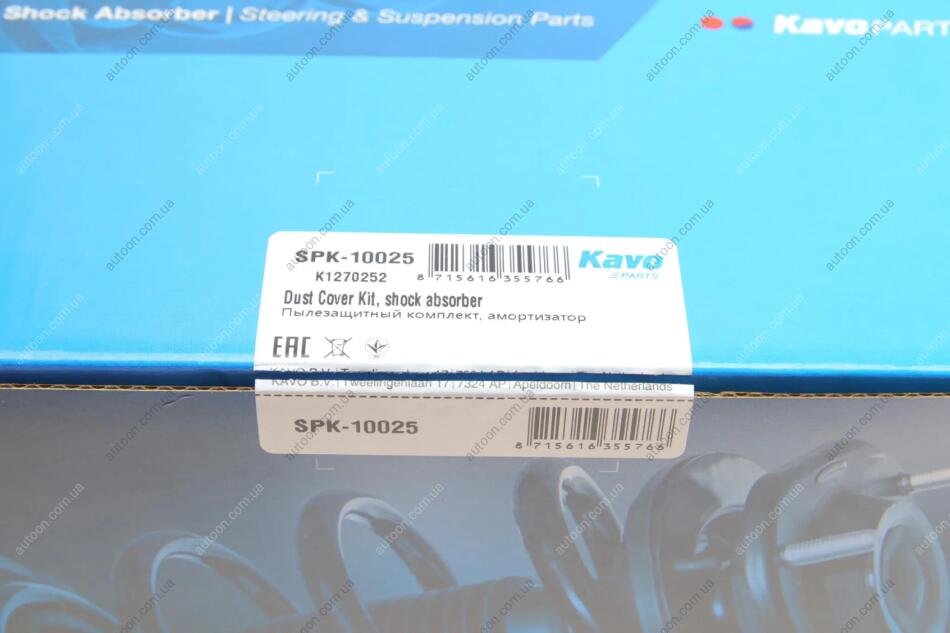 Shock Absorber | Steering & Suspension Parts
Kavo PART
SPK-10025
K1270252
8 715616 355766
Kavo
PARTS
Dust Cover Kit, shock absorber
Пылезащитный комплект, амортизатор
EAC
KAVO B.V. | Tweelingenlaan 17 | 7324 AP | Apeldoorn | The Netherlands
SPK-10025
8 715616 355766
autoon.com.ua